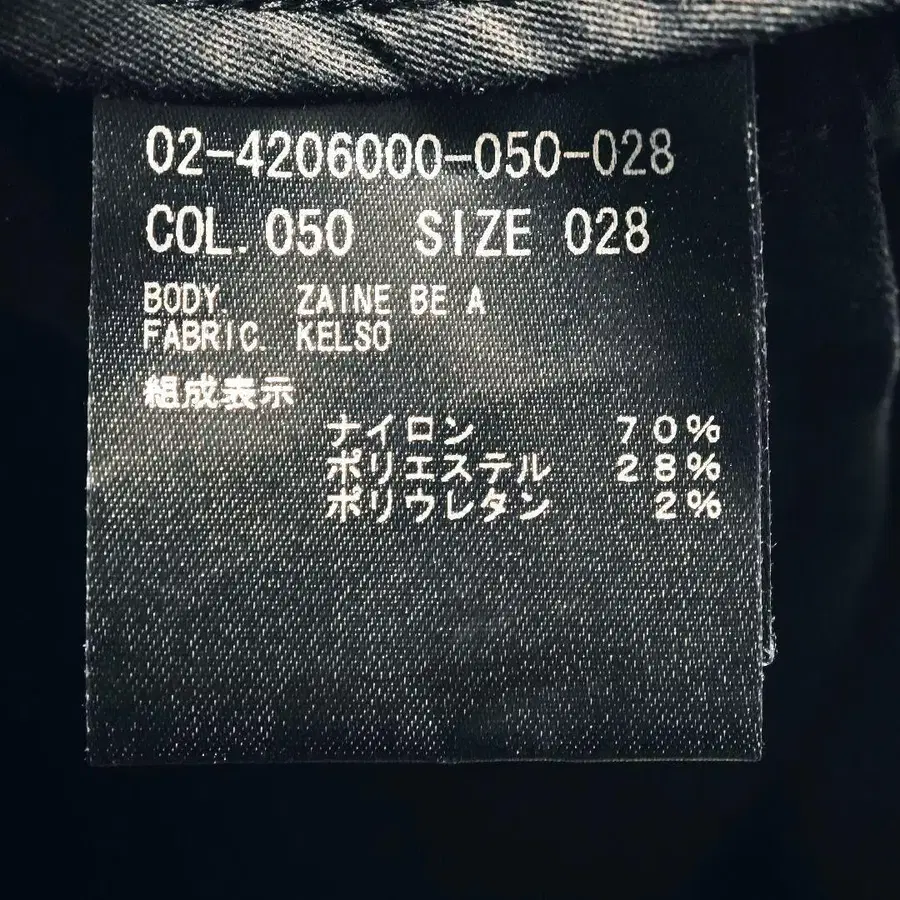 02-4206000-050-028
COL. 050 SIZE 028
BODY ZAINE BE A
FABRIC. KELSO
組成表示
ナイロン 70%
ポリエステル 28%
ポリウレタン 2%